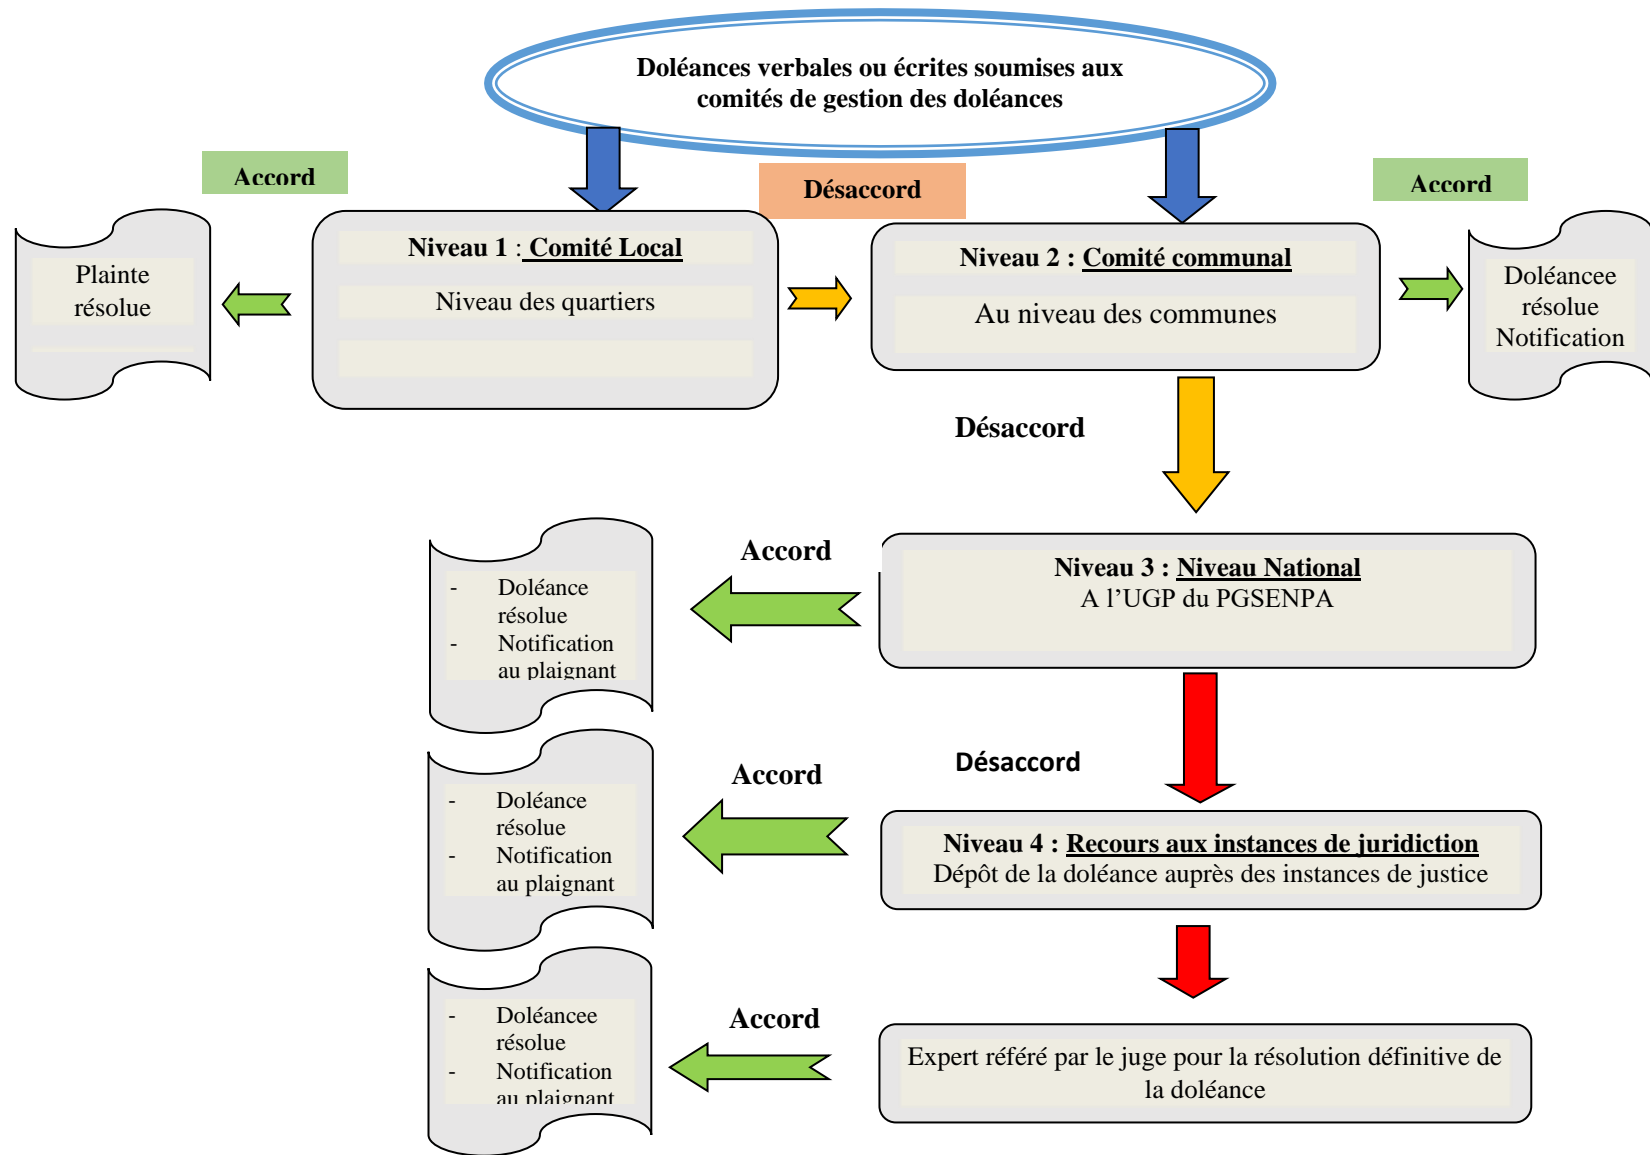 Doléances verbales ou écrites soumises aux
comités de gestion des doléances
Accord
Désaccord
Accord
Plainte
résolue
Niveau 1 : Comité Local
Niveau des quartiers
Niveau 2 : Comité communal
Au niveau des communes
Doléancee
résolue
Notification
Désaccord
Accord
- Doléance
résolue
- Notification
au plaignant
Niveau 3 : Niveau National
A l’UGP du PGSENPA
Accord
Désaccord
- Doléance
résolue
- Notification
au plaignant
Niveau 4 : Recours aux instances de juridiction
Dépôt de la doléance auprès des instances de justice
Accord
- Doléancee
résolue
- Notification
au plaignant
Expert référé par le juge pour la résolution définitive de
la doléance